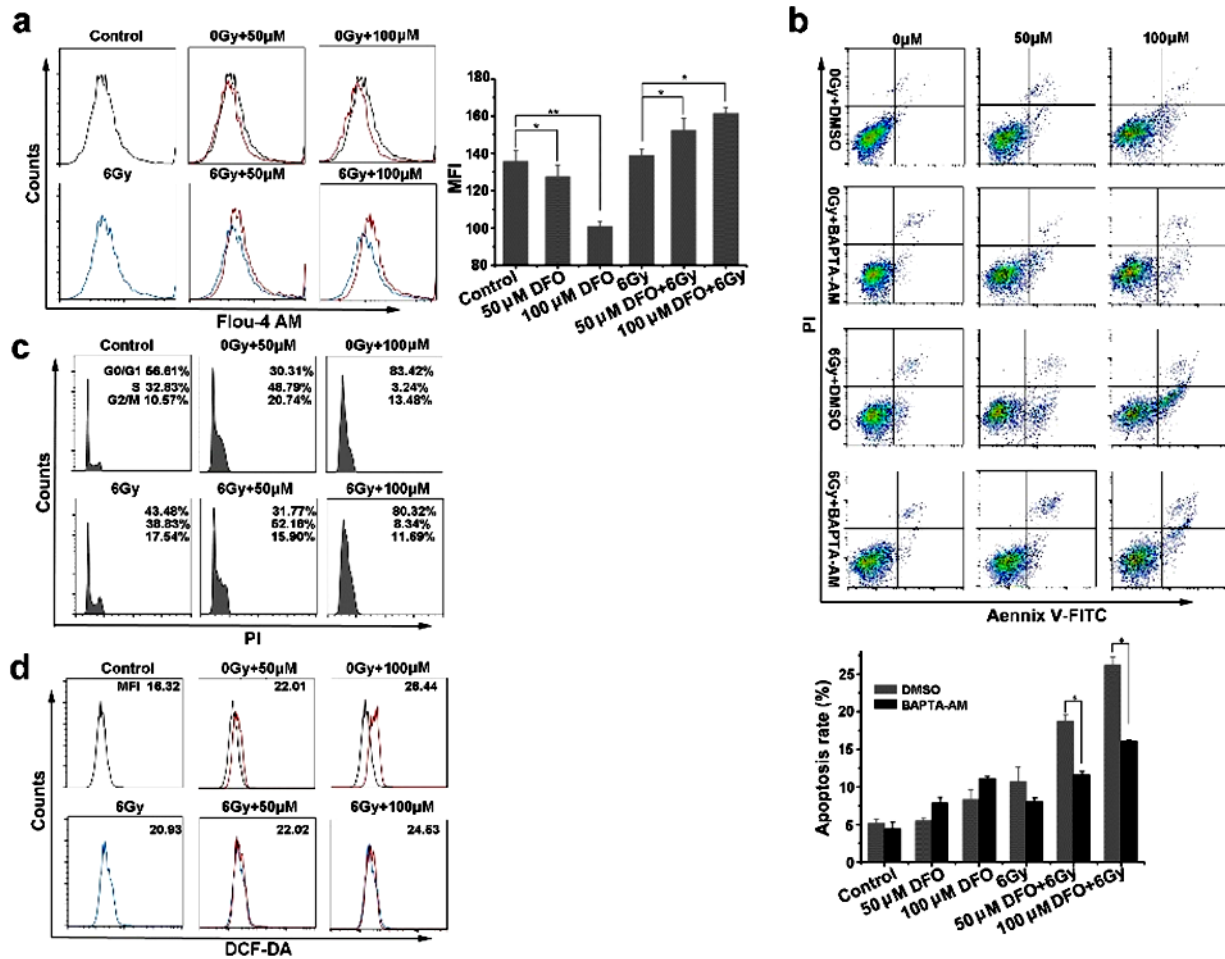 a
Control
0Gy+50μM
0Gy+100μM
6Gy
6Gy+50μM
6Gy+100μM
Counts
Flou-4 AM
180
160
140
120
100
80
MFI
*
**
*
*
Control
50 μM DFO
100 μM DFO
6Gy
50 μM DFO+6Gy
100 μM DFO+6Gy
b
0μM
50μM
100μM
0Gy+DMSO
0Gy+BAPTA-AM
6Gy+DMSO
6Gy+BAPTA-AM
PI
Aennix V-FITC
DMSO
BAPTA-AM
*
*
Apoptosis rate (%)
25
20
15
10
5
0
Control
50 μM DFO
100 μM DFO
6Gy
50 μM DFO+6Gy
100 μM DFO+6Gy
c
Control
0Gy+50μM
0Gy+100μM
G0/G1 56.61%
S 32.83%
G2/M 10.57%
30.31%
48.79%
20.74%
83.42%
3.24%
13.48%
6Gy
6Gy+50μM
6Gy+100μM
43.48%
38.83%
17.54%
31.77%
52.18%
15.90%
80.32%
8.34%
11.69%
Counts
PI
d
Control
0Gy+50μM
0Gy+100μM
MFI 16.32
22.01
26.44
6Gy
6Gy+50μM
6Gy+100μM
20.93
22.02
24.53
Counts
DCF-DA